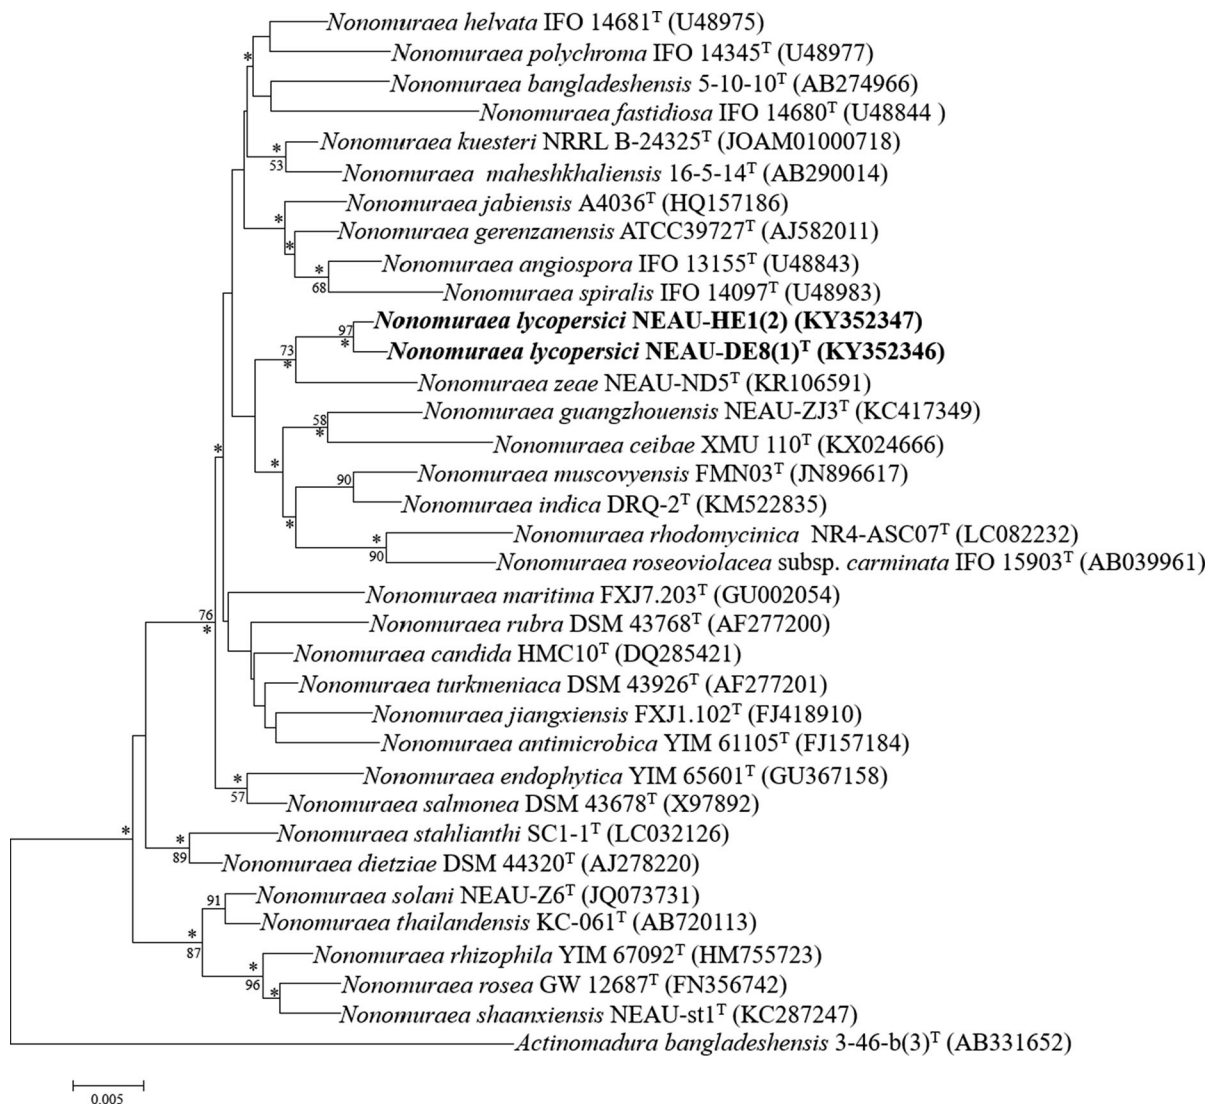 Nonomuraea helvata IFO 14681ᵀ (U48975)
*
Nonomuraea polychroma IFO 14345ᵀ (U48977)
Nonomuraea bangladeshensis 5-10-10ᵀ (AB274966)
Nonomuraea fastidiosa IFO 14680ᵀ (U48844 )
Nonomuraea kuesteri NRRL B-24325ᵀ (JOAM01000718)
*
53
Nonomuraea maheshkhaliensis 16-5-14ᵀ (AB290014)
Nonomuraea jabiensis A4036ᵀ (HQ157186)
*
Nonomuraea gerenzanensis ATCC39727ᵀ (AJ582011)
*
Nonomuraea angiospora IFO 13155ᵀ (U48843)
*
68
Nonomuraea spiralis IFO 14097ᵀ (U48983)
Nonomuraea lycopersici NEAU-HE1(2) (KY352347)
97
*
73
*
Nonomuraea lycopersici NEAU-DE8(1)ᵀ (KY352346)
Nonomuraea zeae NEAU-ND5ᵀ (KR106591)
Nonomuraea guangzhouensis NEAU-ZJ3ᵀ (KC417349)
58
*
Nonomuraea ceibae XMU 110ᵀ (KX024666)
*
*
Nonomuraea muscovyensis FMN03ᵀ (JN896617)
90
Nonomuraea indica DRQ-2ᵀ (KM522835)
*
Nonomuraea rhodomycinica NR4-ASC07ᵀ (LC082232)
*
90
Nonomuraea roseoviolacea subsp. carminata IFO 15903ᵀ (AB039961)
Nonomuraea maritima FXJ7.203ᵀ (GU002054)
76
*
Nonomuraea rubra DSM 43768ᵀ (AF277200)
Nonomuraea candida HMC10ᵀ (DQ285421)
Nonomuraea turkmeniaca DSM 43926ᵀ (AF277201)
Nonomuraea jiangxiensis FXJ1.102ᵀ (FJ418910)
Nonomuraea antimicrobica YIM 61105ᵀ (FJ157184)
Nonomuraea endophytica YIM 65601ᵀ (GU367158)
*
57
Nonomuraea salmonea DSM 43678ᵀ (X97892)
*
Nonomuraea stahlianthi SC1-1ᵀ (LC032126)
*
89
Nonomuraea dietziae DSM 44320ᵀ (AJ278220)
Nonomuraea solani NEAU-Z6ᵀ (JQ073731)
91
Nonomuraea thailandensis KC-061ᵀ (AB720113)
*
87
Nonomuraea rhizophila YIM 67092ᵀ (HM755723)
*
96
Nonomuraea rosea GW 12687ᵀ (FN356742)
*
Nonomuraea shaanxiensis NEAU-st1ᵀ (KC287247)
Actinomadura bangladeshensis 3-46-b(3)ᵀ (AB331652)
0.005